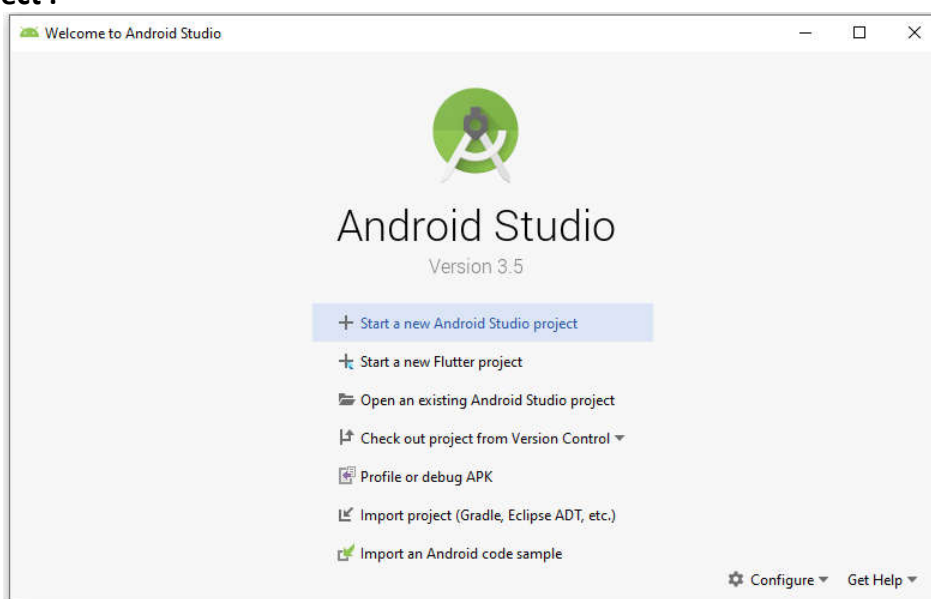 Welcome to Android Studio
Android Studio
Version 3.5
Start a new Android Studio project
Start a new Flutter project
Open an existing Android Studio project
Check out project from Version Control
Profile or debug APK
Import project (Gradle, Eclipse ADT, etc.)
Import an Android code sample
Configure Get Help